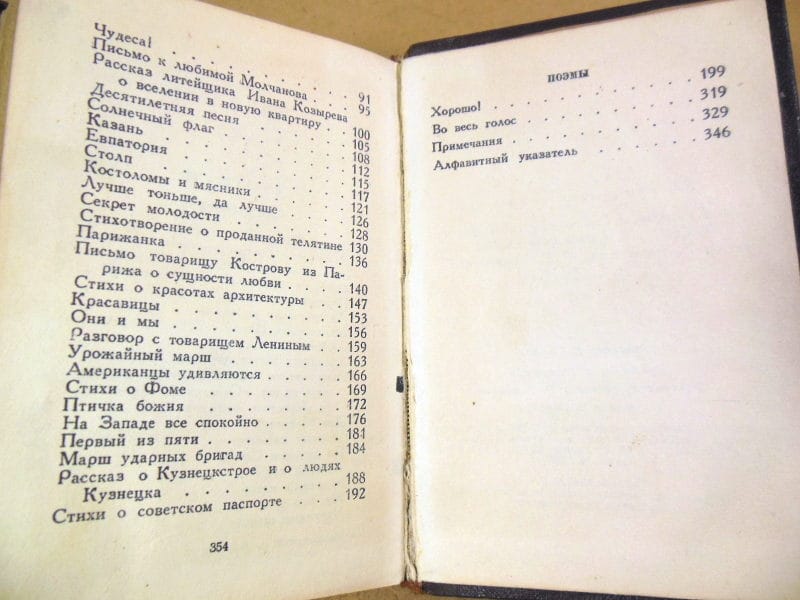 Чудеса! . . . . . . . . 91
Письмо к любимой Молчанова . 95
Рассказ литейщика Ивана Козырева
о вселении в новую квартиру . 100
Десятилетняя песня . . . . . 105
Солнечный флаг . . . . . . 108
Казань . . . . . . . . 112
Евпатория . . . . . . . 115
Столп . . . . . . . . 117
Костоломы и мясники . . . . 121
Лучше тоньше, да лучше . . . 126
Секрет молодости . . . . . 128
Стихотворение о проданной телятине 130
Парижанка . . . . . . . 136
Письмо товарищу Кострову из Па-
рижа о сущности любви . . . 140
Стихи о красотах архитектуры . . 147
Красавицы . . . . . . . 153
Они и мы . . . . . . . 156
Разговор с товарищем Лениным . . 159
Урожайный марш . . . . . 163
Американцы удивляются . . . . 166
Стихи о Фоме . . . . . . 169
Птичка божия . . . . . . 172
На Западе все спокойно . . . . 176
Первый из пяти . . . . . . 181
Марш ударных бригад . . . . 184
Рассказ о Кузнецкстрое и о людях
Кузнецка . . . . . . . 188
Стихи о советском паспорте . . . 192
354
ПОЭМЫ
Хорошо! . . . . . . . . 199
Во весь голос . . . . . . 319
Примечания . . . . . . . 329
Алфавитный указатель . . . . 346